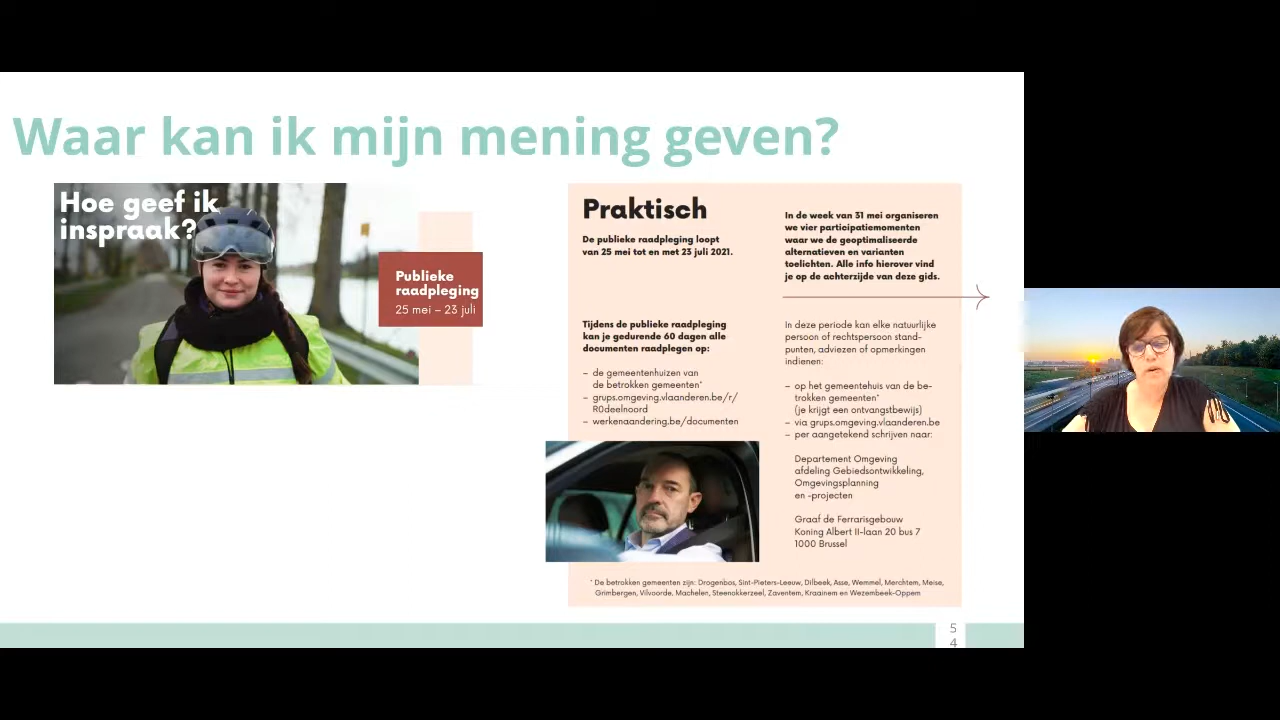 Waar kan ik mijn mening geven?
Hoe geef ik
inspraak?
Publieke
raadpleging
25 mei – 23 juli
Praktisch
De publieke raadpleging loopt
van 25 mei tot en met 23 juli 2021.
Tijdens de publieke raadpleging
kan je gedurende 60 dagen alle
documenten raadplegen op:
– de gemeentenhuizen van
de betrokken gemeenten*
– grups.omgeving.vlaanderen.be/r/
R0deelnoord
– werkenaandering.be/documenten
In de week van 31 mei organiseren
we vier participatiemomenten
waar we de geoptimaliseerde
alternatieven en varianten
toelichten. Alle info hierover vind
je op de achterzijde van deze gids.
In deze periode kan elke natuurlijke
persoon of rechtspersoon stand-
punten, adviezen of opmerkingen
indienen:
– op het gemeentehuis van de be-
trokken gemeenten*
(je krijgt een ontvangstbewijs)
– via grups.omgeving.vlaanderen.be
– per aangetekend schrijven naar:
Departement Omgeving
afdeling Gebiedsontwikkeling,
Omgevingsplanning
en -projecten
Graaf de Ferrarisgebouw
Koning Albert II-laan 20 bus 7
1000 Brussel
* De betrokken gemeenten zijn: Drogenbos, Sint-Pieters-Leeuw, Dilbeek, Asse, Wemmel, Merchtem, Meise,
Grimbergen, Vilvoorde, Machelen, Steenokkerzeel, Zaventem, Kraainem en Wezembeek-Oppem
5
4